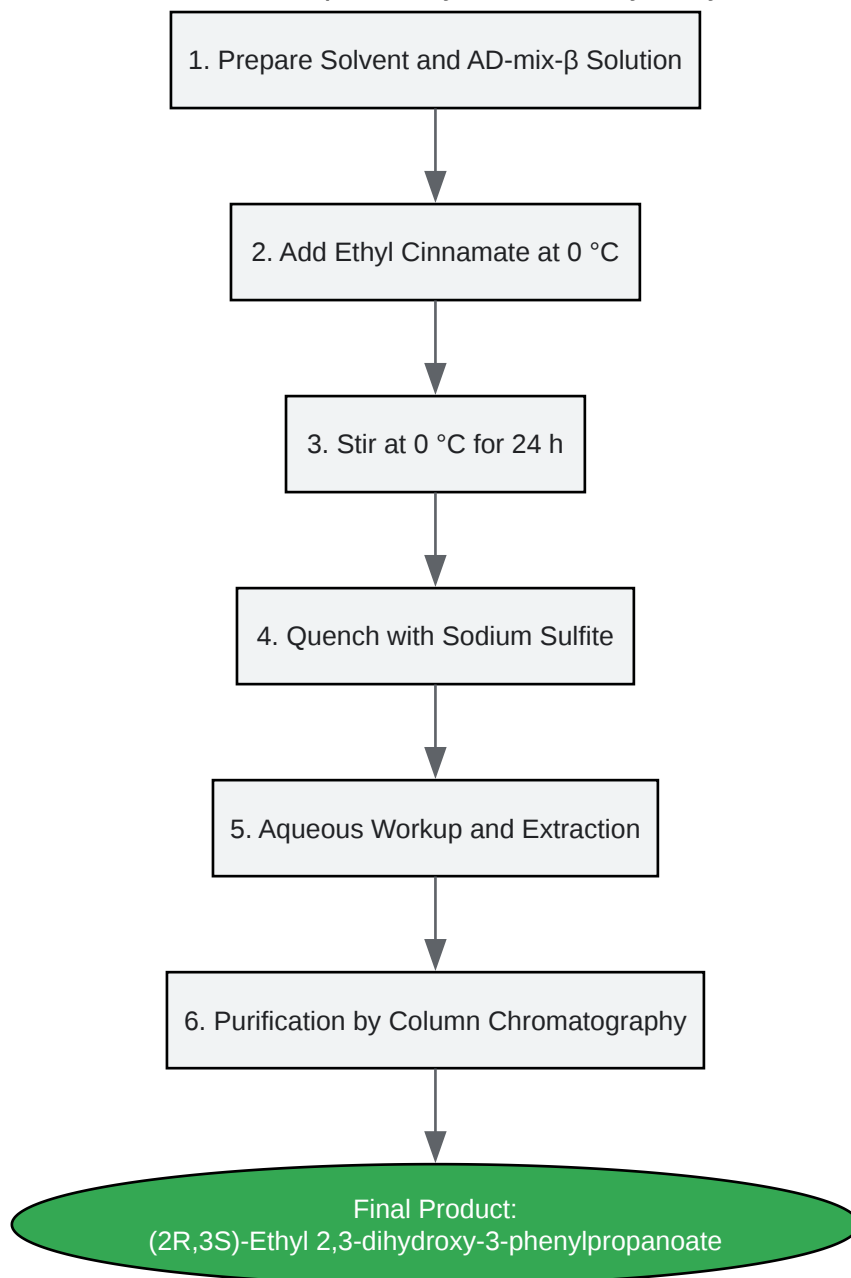 1. Prepare Solvent and AD-mix-β Solution
2. Add Ethyl Cinnamate at 0 °C
3. Stir at 0 °C for 24 h
4. Quench with Sodium Sulfite
5. Aqueous Workup and Extraction
6. Purification by Column Chromatography
Final Product:
(2R,3S)-Ethyl 2,3-dihydroxy-3-phenylpropanoate